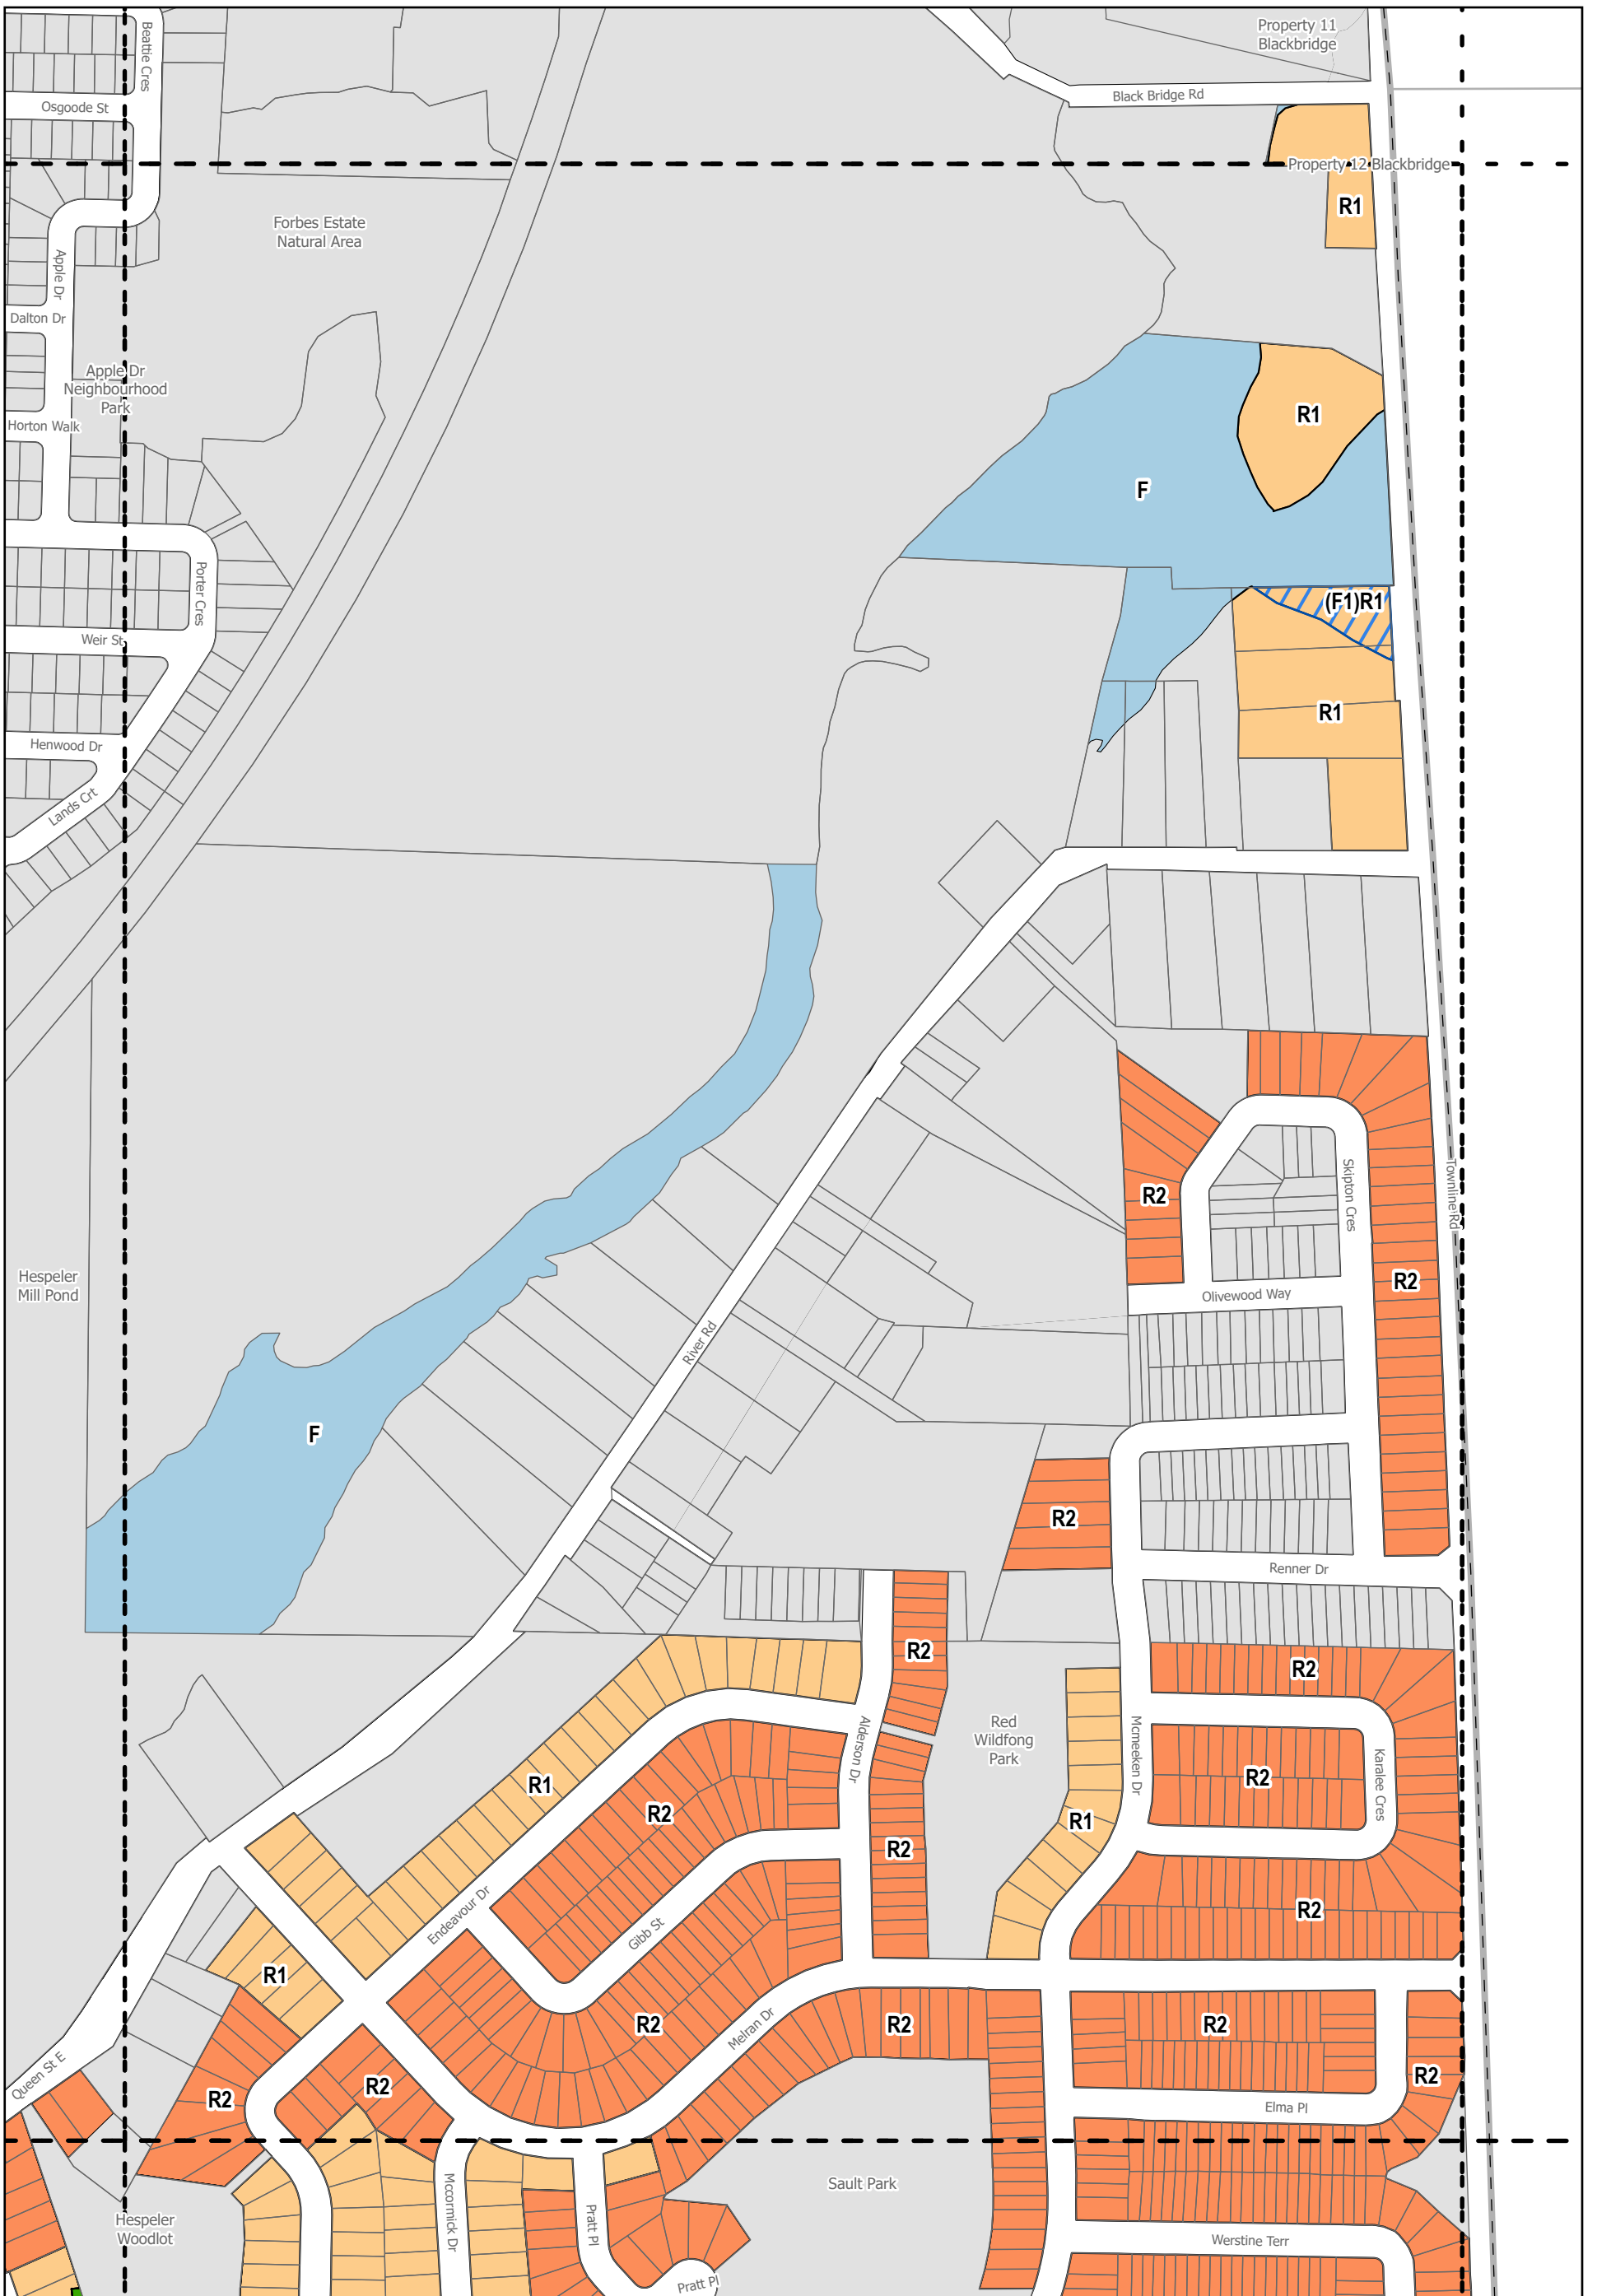 Property 11
Blackbridge
Beattie Cres
Black Bridge Rd
Osgoode St
Property 12 Blackbridge
R1
Forbes Estate
Natural Area
Apple Dr
Dalton Dr
Apple Dr
Neighbourhood
Park
R1
Horton Walk
F
Porter Cres
(F1)R1
Weir St
R1
Henwood Dr
Lands Crt
Skipton Cres
Townline Rd
R2
Hespeler
Mill Pond
R2
Olivewood Way
River Rd
F
R2
Renner Dr
R2
R2
Red
Wildfong
Park
Alderson Dr
Mcmeeken Dr
Karalee Cres
R1
R2
R2
R1
R2
R2
Endeavour Dr
Gibb St
R1
R2
Melran Dr
R2
R2
Queen St E
R2
R2
R2
Elma Pl
Sault Park
Mccormick Dr
Pratt Pl
Hespeler
Woodlot
Werstine Terr
Pratt Pl